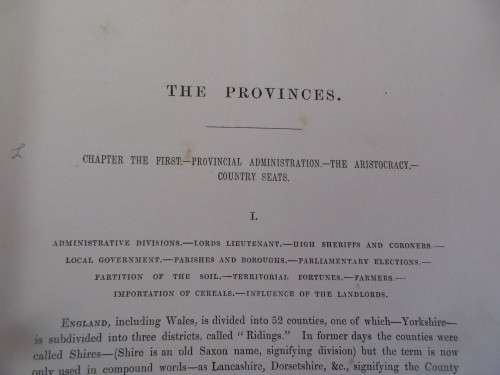 THE PROVINCES.
CHAPTER THE FIRST.—PROVINCIAL ADMINISTRATION.—THE ARISTOCRACY.—
COUNTRY SEATS.
I.
ADMINISTRATIVE DIVISIONS.—LORDS LIEUTENANT.—HIGH SHERIFFS AND CORONERS.—
LOCAL GOVERNMENT.—PARISHES AND BOROUGHS.—PARLIAMENTARY ELECTIONS.—
PARTITION OF THE SOIL.—TERRITORIAL FORTUNES.—FARMERS.—
IMPORTATION OF CEREALS.—INFLUENCE OF THE LANDLORDS.
ENGLAND, including Wales, is divided into 52 counties, one of which—Yorkshire—
is subdivided into three districts, called "Ridings." In former days the counties
were called Shires—(Shire is an old Saxon name, signifying division) but the term is now
only used in compound words—as Lancashire, Dorsetshire, &c., signifying the County